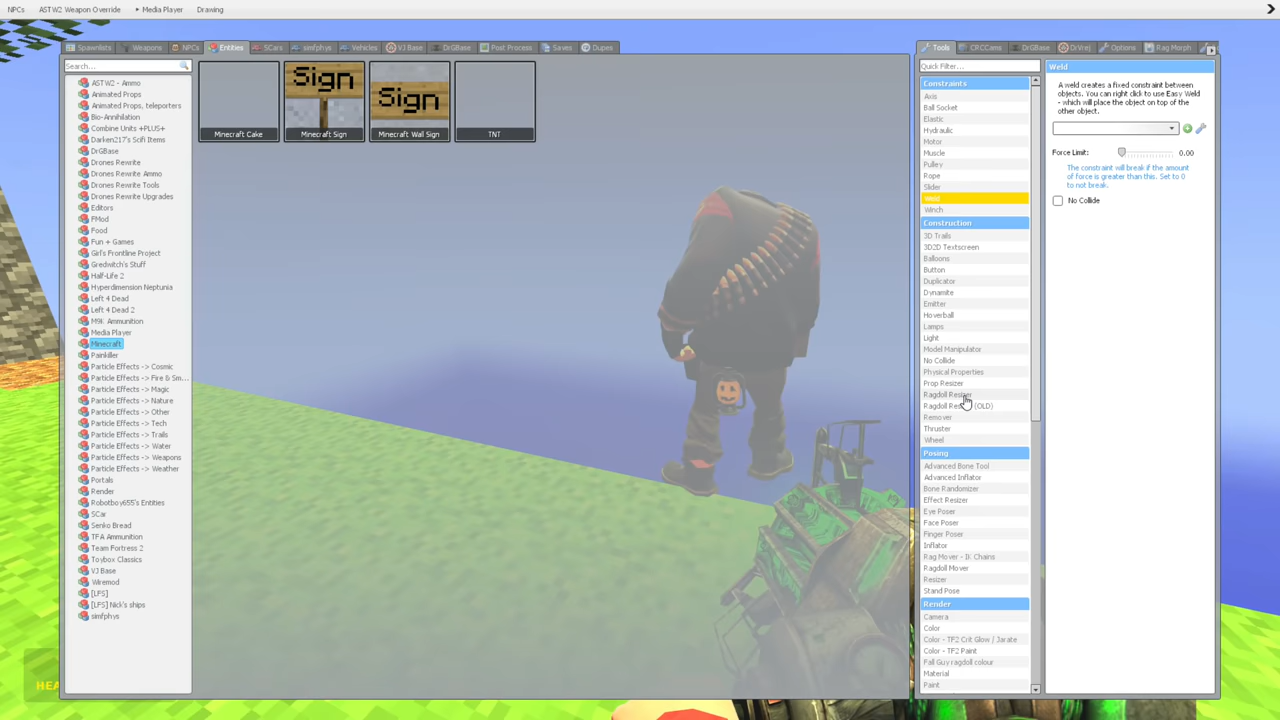 NPCs ASTW2 Weapon Override Media Player Drawing
Spawnlists Weapons NPCs Entities SCars simfphys Vehicles VJ Base DrGBase Post Process Saves Dupes
Search...
ASTW2 - Ammo
Animated Props
Animated Props, teleporters
Bio-Annihilation
Combine Units +PLUS+
Darken217's Scifi Items
DrGBase
Drones Rewrite
Drones Rewrite Ammo
Drones Rewrite Tools
Drones Rewrite Upgrades
Editors
FMod
Food
Fun + Games
Girl's Frontline Project
Gredwitch's Stuff
Half-Life 2
Hyperdimension Neptunia
Left 4 Dead
Left 4 Dead 2
M9K Ammunition
Media Player
Minecraft
Painkiller
Particle Effects -> Cosmic
Particle Effects -> Fire & Sm...
Particle Effects -> Magic
Particle Effects -> Nature
Particle Effects -> Other
Particle Effects -> Tech
Particle Effects -> Trails
Particle Effects -> Water
Particle Effects -> Weapons
Particle Effects -> Weather
Portals
Render
Robotboy655's Entities
SCar
Senko Bread
TFA Ammunition
Team Fortress 2
Toybox Classics
VJ Base
Wiremod
[LFS]
[LFS] Nick's ships
simfphys
Sign
Sign
Minecraft Cake Minecraft Sign Minecraft Wall Sign TNT
Tools CRCCams DrGBase DrVrej Options Rag Morph
Quick Filter...
Constraints
Axis
Ball Socket
Elastic
Hydraulic
Motor
Muscle
Pulley
Rope
Slider
Weld
Winch
Construction
3D Trails
3D2D Textscreen
Balloons
Button
Duplicator
Dynamite
Emitter
Hoverball
Lamps
Light
Model Manipulator
No Collide
Physical Properties
Prop Resizer
Ragdoll Resizer
Ragdoll Re (OLD)
Remover
Thruster
Wheel
Posing
Advanced Bone Tool
Advanced Inflator
Bone Randomizer
Effect Resizer
Eye Poser
Face Poser
Finger Poser
Inflator
Rag Mover - IK Chains
Ragdoll Mover
Resizer
Stand Pose
Render
Camera
Color
Color - TF2 Crit Glow / Jarate
Color - TF2 Paint
Fall Guy ragdoll colour
Material
Paint
Weld
A weld creates a fixed constraint between
objects. You can right click to use Easy Weld
- which will place the object on top of the
other object.
Force Limit: 0.00
The constraint will break if the amount
of force is greater than this. Set to 0
to not break.
No Collide
HEA